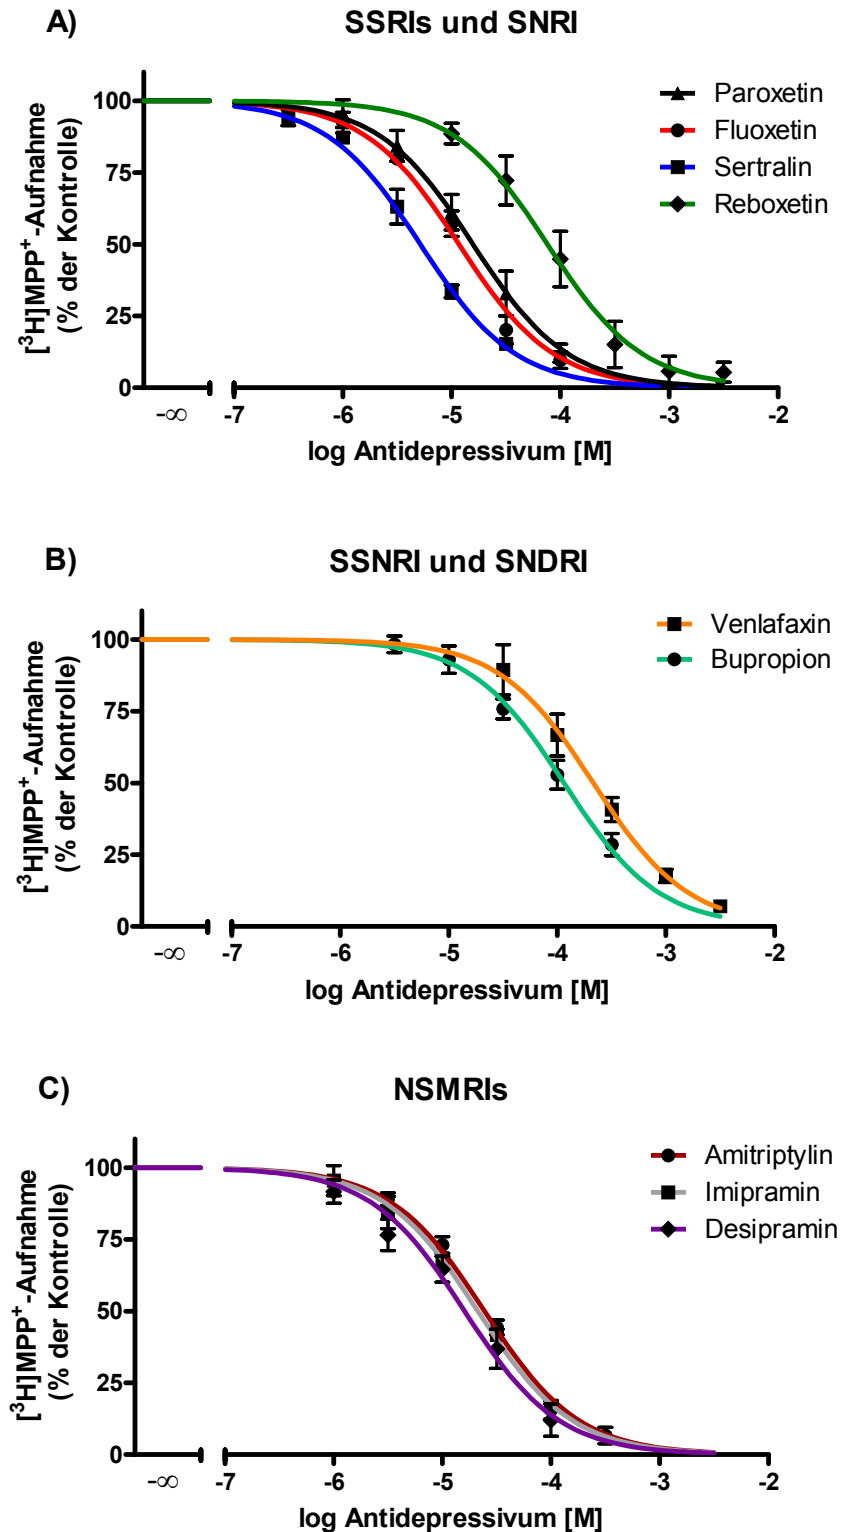 A)
SSRIs und SNRI
[³H]MPP⁺-Aufnahme
(% der Kontrolle)
100
75
50
25
0
Paroxetin
Fluoxetin
Sertralin
Reboxetin
-∞
-7
-6
-5
-4
-3
-2
log Antidepressivum [M]
B)
SSNRI und SNDRI
[³H]MPP⁺-Aufnahme
(% der Kontrolle)
100
75
50
25
0
Venlafaxin
Bupropion
-∞
-7
-6
-5
-4
-3
-2
log Antidepressivum [M]
C)
NSMRIs
[³H]MPP⁺-Aufnahme
(% der Kontrolle)
100
75
50
25
0
Amitriptylin
Imipramin
Desipramin
-∞
-7
-6
-5
-4
-3
-2
log Antidepressivum [M]